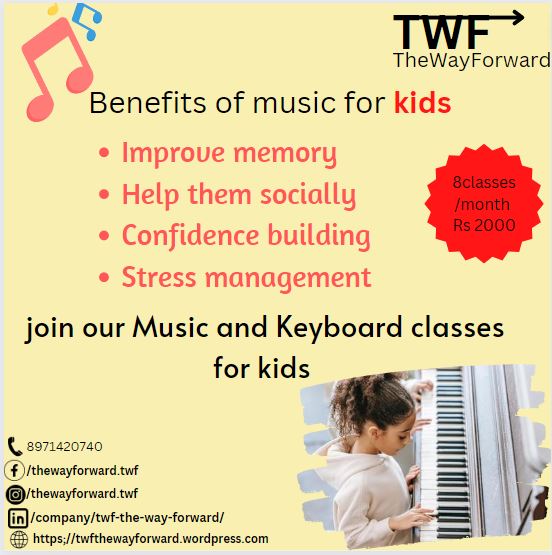 TWF
TheWayForward
Benefits of music for kids
• Improve memory
• Help them socially
• Confidence building
• Stress management
8classes
/month
Rs 2000
join our Music and Keyboard classes
for kids
8971420740
/thewayforward.twf
/thewayforward.twf
/company/twf-the-way-forward/
https://twfthewayforward.wordpress.com